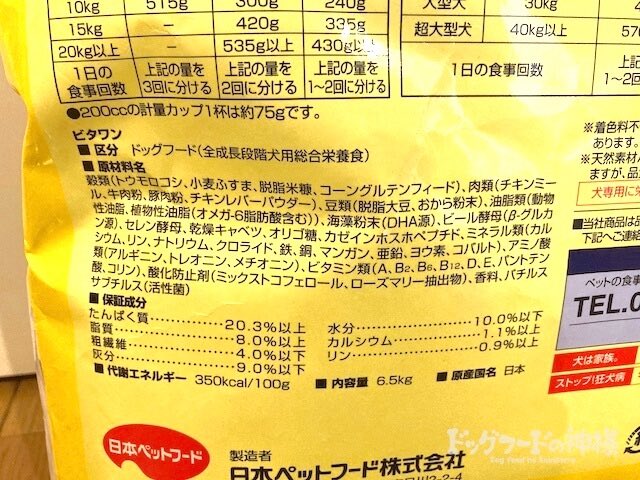 10kg 515g 300g 240g
15kg － 420g 335g
20kg以上 － 535g以上 430g以上
1日の食事回数 上記の量を3回に分ける 上記の量を2回に分ける 上記の量を1~2回に分ける
大型犬 30kg
超大型犬 40kg以上 570
1日の食事回数 1~2回
●200ccの計量カップ1杯は約75gです。
ビタワン
■区分 ドッグフード(全成長段階犬用総合栄養食)
■原材料名
穀類(トウモロコシ、小麦ふすま、脱脂米糠、コーングルテンフィード)、肉類(チキンミー
ル、牛肉粉、豚肉粉、チキンレバーパウダー)、豆類(脱脂大豆、おから粉末)、油脂類(動物
性油脂、植物性油脂(オメガ-6脂肪酸含む))、海藻粉末(DHA源)、ビール酵母(β-グルカ
ン源)、セレン酵母、乾燥キャベツ、オリゴ糖、カゼインホスホペプチド、ミネラル類(カル
シウム、リン、ナトリウム、クロライド、鉄、銅、マンガン、亜鉛、ヨウ素、コバルト)、アミノ酸
類(アルギニン、トレオニン、メチオニン)、ビタミン類(A、B₂、B₆、B₁₂、D、E、パントテン
酸、コリン)、酸化防止剤(ミックストコフェロール、ローズマリー抽出物)、香料、バチルス
サブチルス(活性菌)
■保証成分
たんぱく質 20.3%以上
脂質 8.0%以上
粗繊維 4.0%以下
灰分 9.0%以下
水分 10.0%以下
カルシウム 1.1%以上
リン 0.9%以上
■代謝エネルギー 350kcal/100g ■内容量 6.5kg ■原産国名 日本
※着色料不
あります。
※天然素材
ますが、品
犬専用に
■当社商品は
下記へご連絡
ペットの食事
TEL.0
犬は家族。
ストップ!狂犬病
日本ペットフード
製造者
日本ペットフード株式会社
ドッグフードの神様